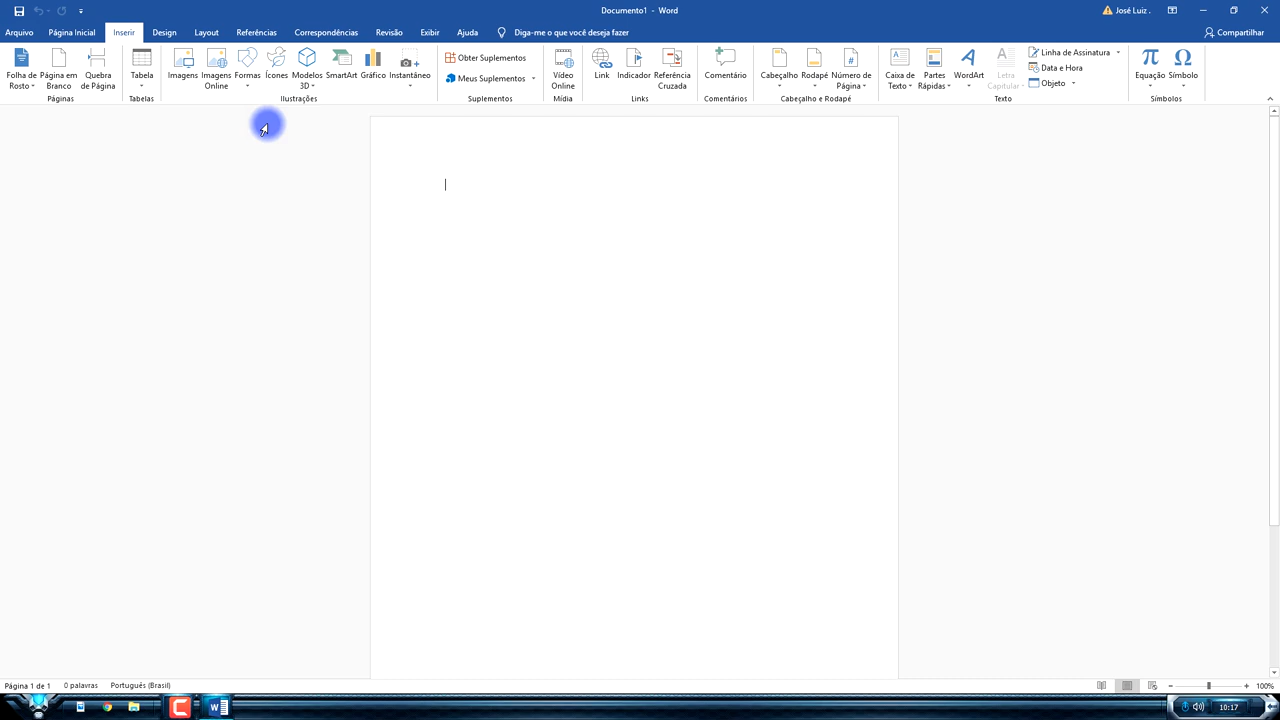 Documento1 - Word
José Luiz .
Arquivo
Página Inicial
Inserir
Design
Layout
Referências
Correspondências
Revisão
Exibir
Ajuda
Diga-me o que você deseja fazer
Compartilhar
Folha de Rosto
Página em Branco
Quebra de Página
Páginas
Tabela
Tabelas
Imagens
Imagens Online
Formas
Ícones
Modelos 3D
SmartArt
Gráfico
Instantâneo
Ilustrações
Obter Suplementos
Meus Suplementos
Suplementos
Vídeo Online
Mídia
Link
Indicador
Referência Cruzada
Links
Comentário
Comentários
Cabeçalho
Rodapé
Número de Página
Cabeçalho e Rodapé
Caixa de Texto
Partes Rápidas
WordArt
Letra Capitular
Linha de Assinatura
Data e Hora
Objeto
Texto
Equação
Símbolo
Símbolos
Página 1 de 1
0 palavras
Português (Brasil)
100%
10:17